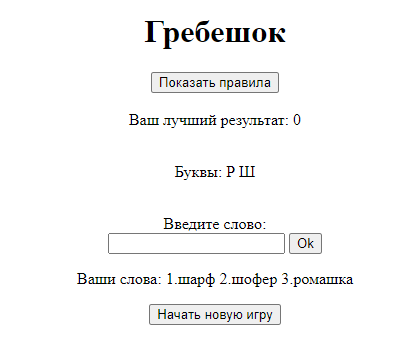 Гребешок
Показать правила
Ваш лучший результат: 0
Буквы: Р Ш
Введите слово:
Ok
Ваши слова: 1.шарф 2.шофер 3.ромашка
Начать новую игру